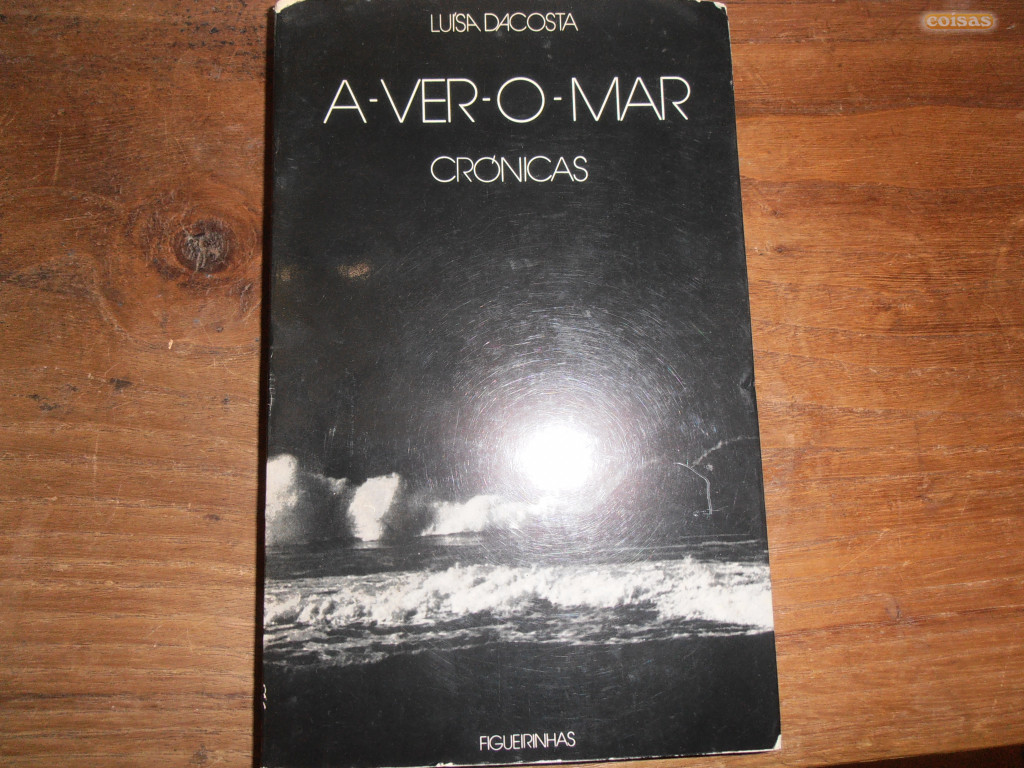 coisas
LUÍSA DACOSTA
A-VER-O-MAR
CRÓNICAS
FIGUEIRINHAS